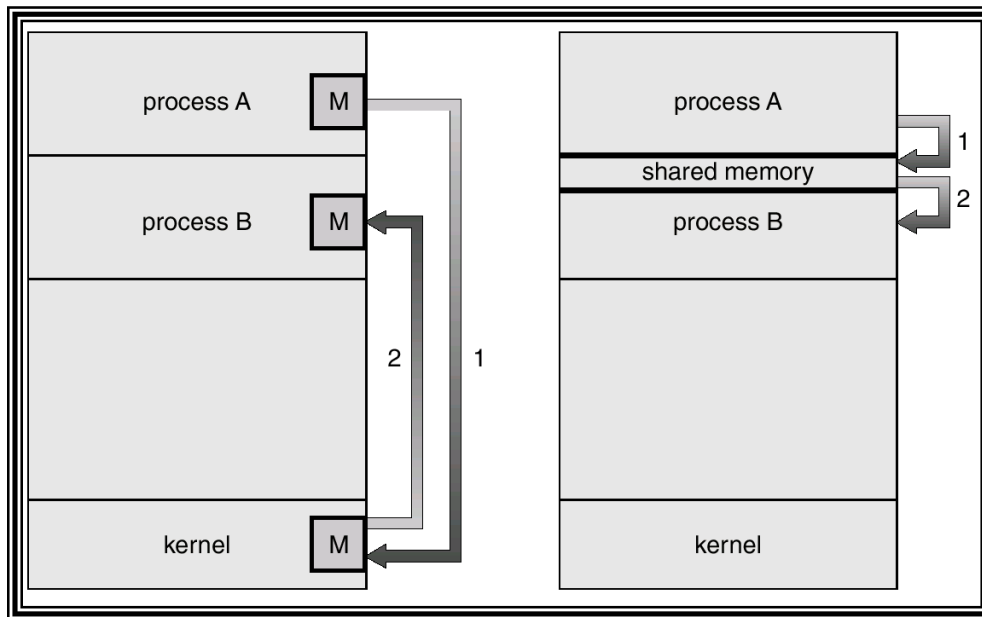 process A
M
process B
M
2
1
kernel
M
process A
1
shared memory
2
process B
kernel